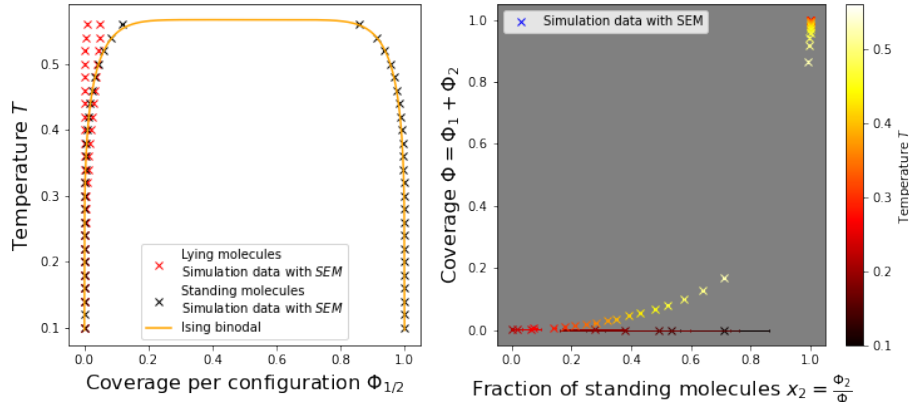 Temperature T
0.5
0.4
0.3
0.2
0.1
Lying molecules
Simulation data with SEM
Standing molecules
Simulation data with SEM
Ising binodal
0.0 0.2 0.4 0.6 0.8 1.0
Coverage per configuration Φ₁/₂
Coverage Φ = Φ₁ + Φ₂
1.0
0.8
0.6
0.4
0.2
0.0
Simulation data with SEM
0.0 0.2 0.4 0.6 0.8 1.0
Fraction of standing molecules x₂ = Φ₂/Φ
0.5
0.4
0.3
0.2
0.1
Temperature T